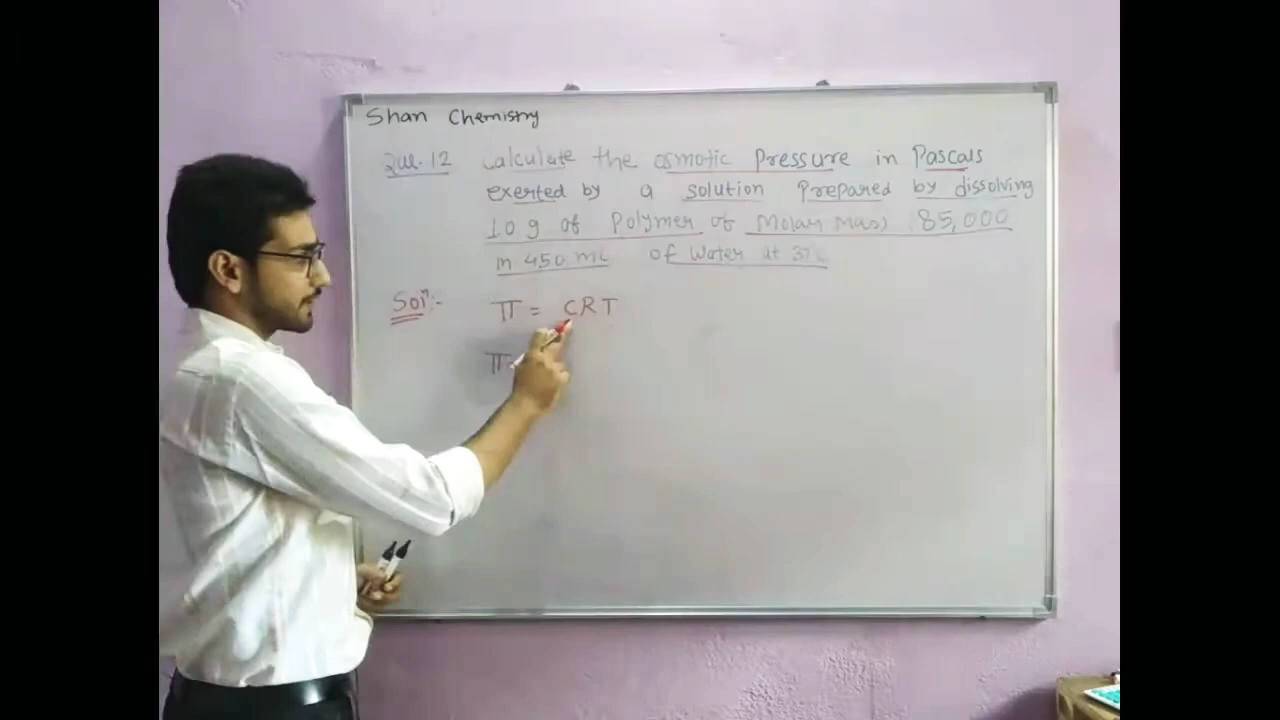 Shan Chemistry
Que.12 Calculate the osmotic Pressure in Pascals
exerted by a solution Prepared by dissolving
1.0 g of Polymer of Molar mass 85,000
in 450 mL of Water at 37°C
Solⁿ:-
π = CRT
π =